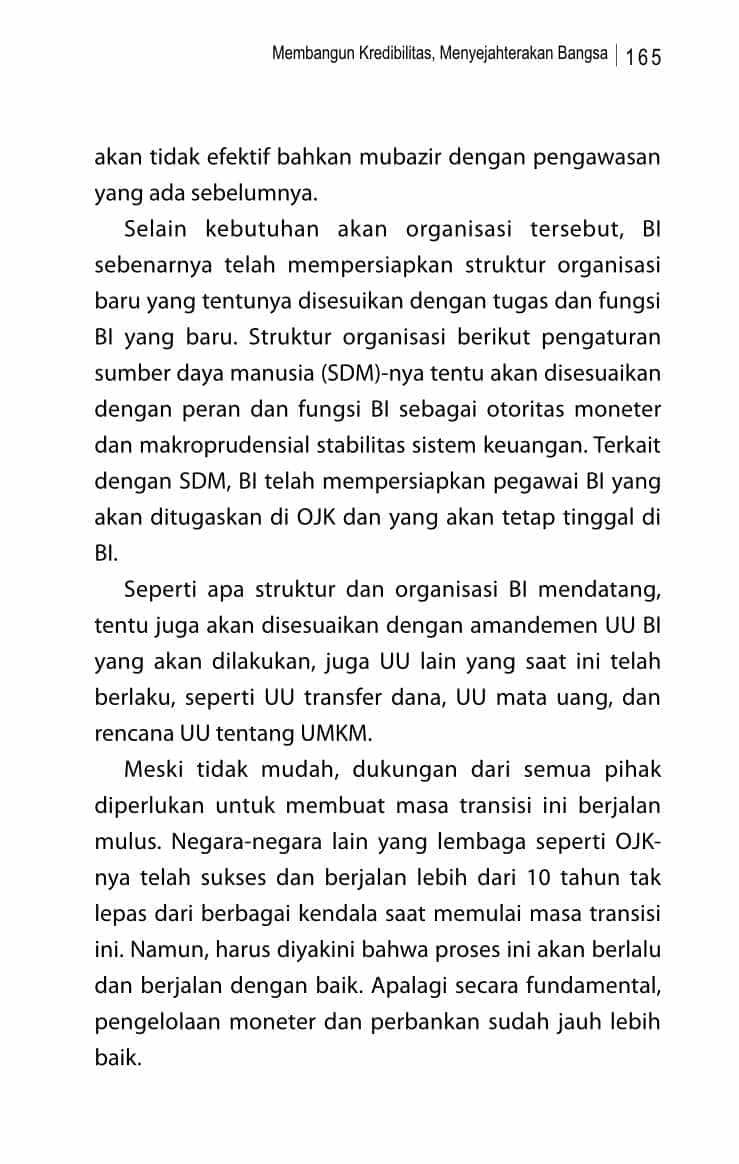 Membangun Kredibilitas, Menyejahterakan Bangsa | 165
akan tidak efektif bahkan mubazir dengan pengawasan
yang ada sebelumnya.
Selain kebutuhan akan organisasi tersebut, BI
sebenarnya telah mempersiapkan struktur organisasi
baru yang tentunya disesuikan dengan tugas dan fungsi
BI yang baru. Struktur organisasi berikut pengaturan
sumber daya manusia (SDM)-nya tentu akan disesuaikan
dengan peran dan fungsi BI sebagai otoritas moneter
dan makroprudensial stabilitas sistem keuangan. Terkait
dengan SDM, BI telah mempersiapkan pegawai BI yang
akan ditugaskan di OJK dan yang akan tetap tinggal di
BI.
Seperti apa struktur dan organisasi BI mendatang,
tentu juga akan disesuaikan dengan amandemen UU BI
yang akan dilakukan, juga UU lain yang saat ini telah
berlaku, seperti UU transfer dana, UU mata uang, dan
rencana UU tentang UMKM.
Meski tidak mudah, dukungan dari semua pihak
diperlukan untuk membuat masa transisi ini berjalan
mulus. Negara-negara lain yang lembaga seperti OJK-
nya telah sukses dan berjalan lebih dari 10 tahun tak
lepas dari berbagai kendala saat memulai masa transisi
ini. Namun, harus diyakini bahwa proses ini akan berlalu
dan berjalan dengan baik. Apalagi secara fundamental,
pengelolaan moneter dan perbankan sudah jauh lebih
baik.